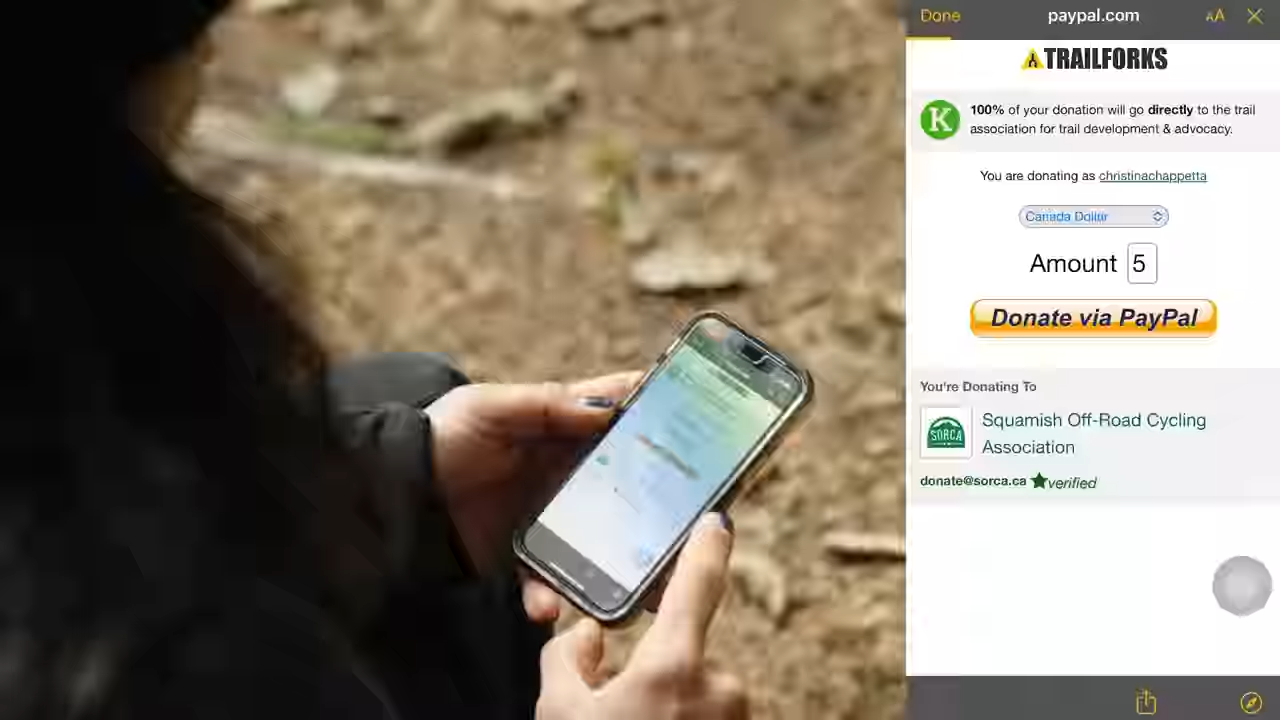 Done
paypal.com
AA
TRAILFORKS
K
100% of your donation will go directly to the trail
association for trail development & advocacy.
You are donating as christinachappetta
Canada Dollar
Amount 5
Donate via PayPal
You're Donating To
SORCA
Squamish Off-Road Cycling
Association
donate@sorca.ca verified